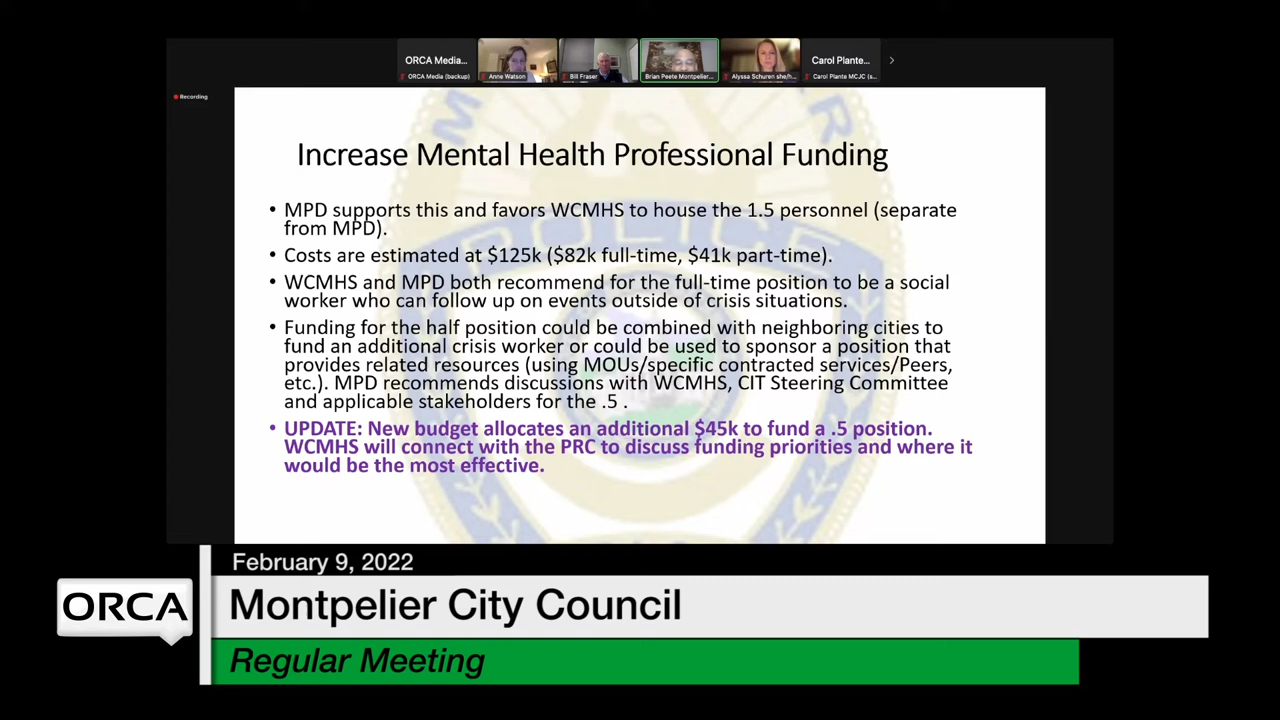 ORCA Media...
Carol Plante...
ORCA Media (backup)
Anne Watson
Bill Fraser
Brian Peete Montpelier...
Alyssa Schuren she/h...
Carol Plante MCJC (s...
Recording
POLICE
Increase Mental Health Professional Funding
• MPD supports this and favors WCMHS to house the 1.5 personnel (separate
from MPD).
• Costs are estimated at $125k ($82k full-time, $41k part-time).
• WCMHS and MPD both recommend for the full-time position to be a social
worker who can follow up on events outside of crisis situations.
• Funding for the half position could be combined with neighboring cities to
fund an additional crisis worker or could be used to sponsor a position that
provides related resources (using MOUs/specific contracted services/Peers,
etc.). MPD recommends discussions with WCMHS, CIT Steering Committee
and applicable stakeholders for the .5 .
• UPDATE: New budget allocates an additional $45k to fund a .5 position.
WCMHS will connect with the PRC to discuss funding priorities and where it
would be the most effective.
February 9, 2022
ORCA
Montpelier City Council
Regular Meeting